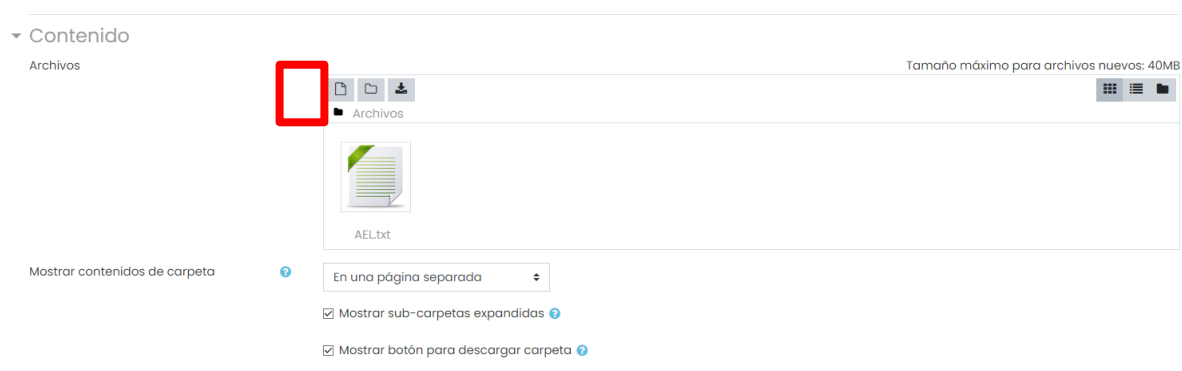 Contenido
Archivos
Tamaño máximo para archivos nuevos: 40MB
Archivos
AEL.txt
Mostrar contenidos de carpeta
En una página separada
Mostrar sub-carpetas expandidas
Mostrar botón para descargar carpeta